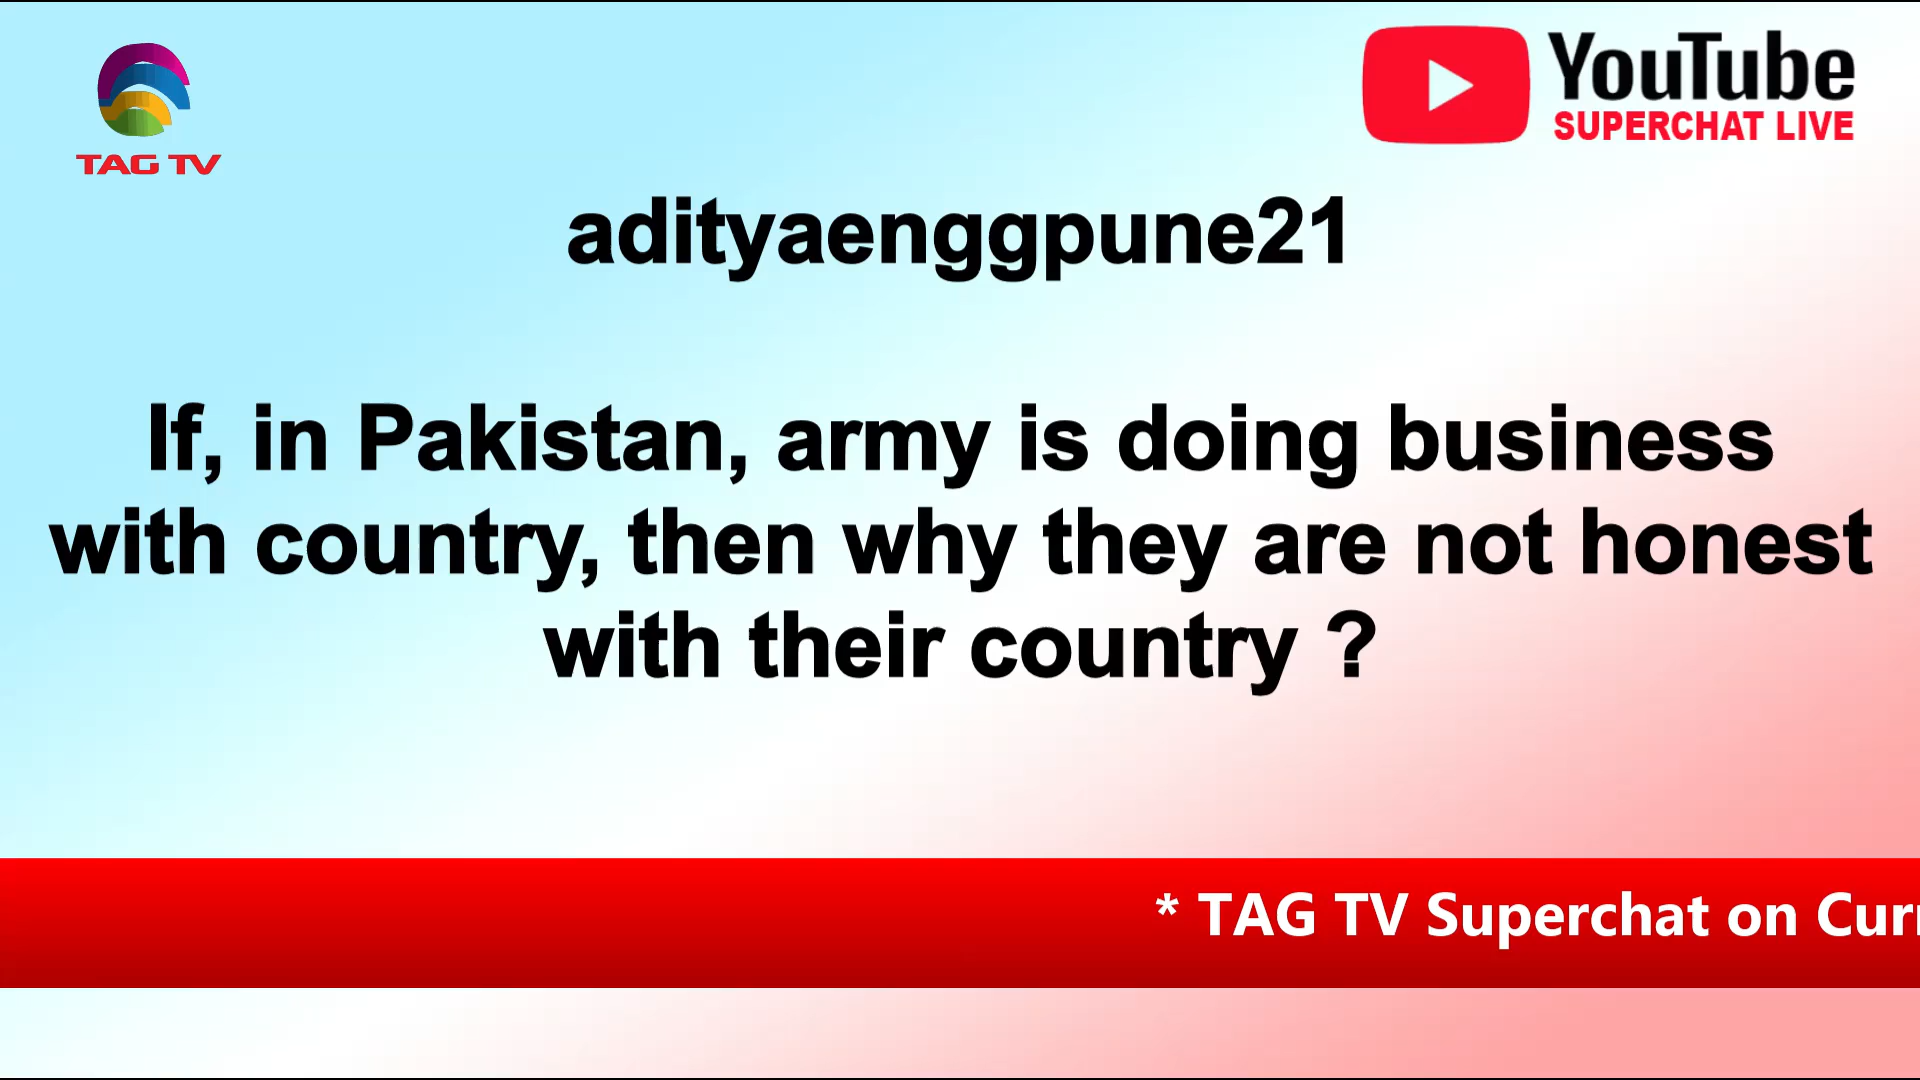 TAG TV
YouTube
SUPERCHAT LIVE
adityaenggpune21
If, in Pakistan, army is doing business
with country, then why they are not honest
with their country ?
* TAG TV Superchat on